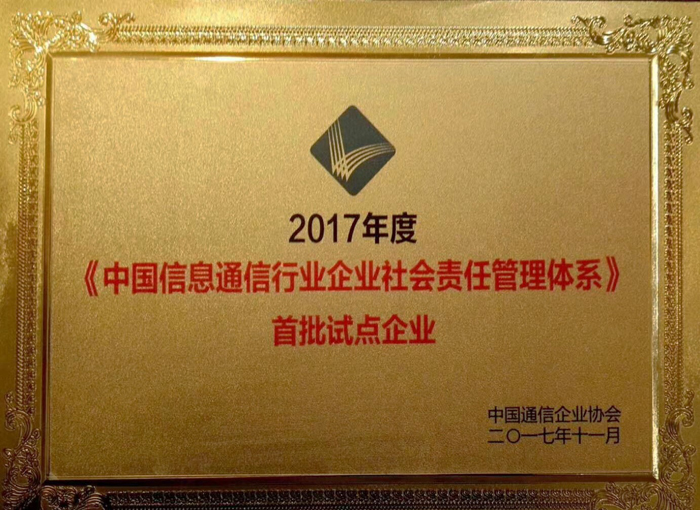 2017年度
《中国信息通信行业企业社会责任管理体系》
首批试点企业
中国通信企业协会
二〇一七年十一月